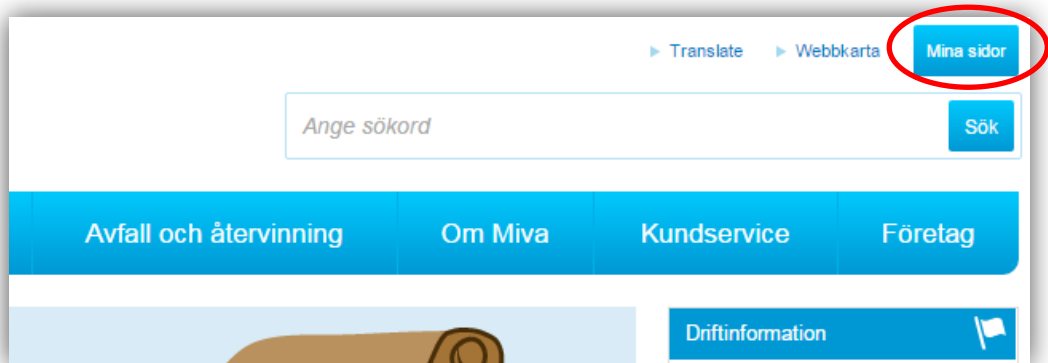 Translate Webbkarta Mina sidor
Ange sökord Sök
Avfall och återvinning Om Miva Kundservice Företag
Driftinformation